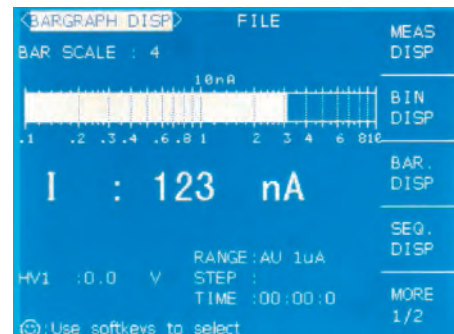 <BARGRAPH DISP> FILE
BAR SCALE : 4
10nA
.1 .2 .3 .4 .6 .8 1 2 3 4 6 8 10
I : 123 nA
RANGE :AU 1uA
HV1 :0.0 V STEP :
TIME :00:00:0
:Use softkeys to select
MEAS
DISP
BIN
DISP
BAR.
DISP
SEQ.
DISP
MORE
1/2